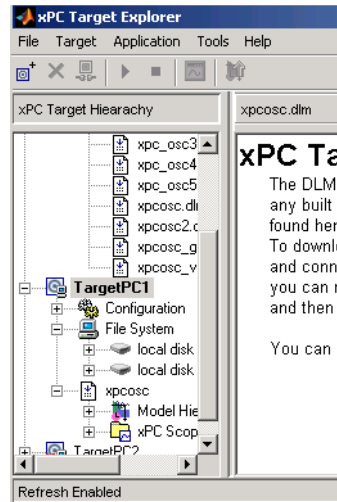 xPC Target Explorer
File Target Application Tools Help
xPC Target Hiearachy
xpcosc.dlm
xpc_osc3
xpc_osc4
xpc_osc5
xpcosc.dl
xpcosc2.
xpcosc_g
xpcosc_v
TargetPC1
Configuration
File System
local disk
local disk
xpcosc
Model Hie
xPC Scop
TargetPC2
xPC Ta
The DLM
any built
found her
To downl
and conn
you can
and then
You can
Refresh Enabled